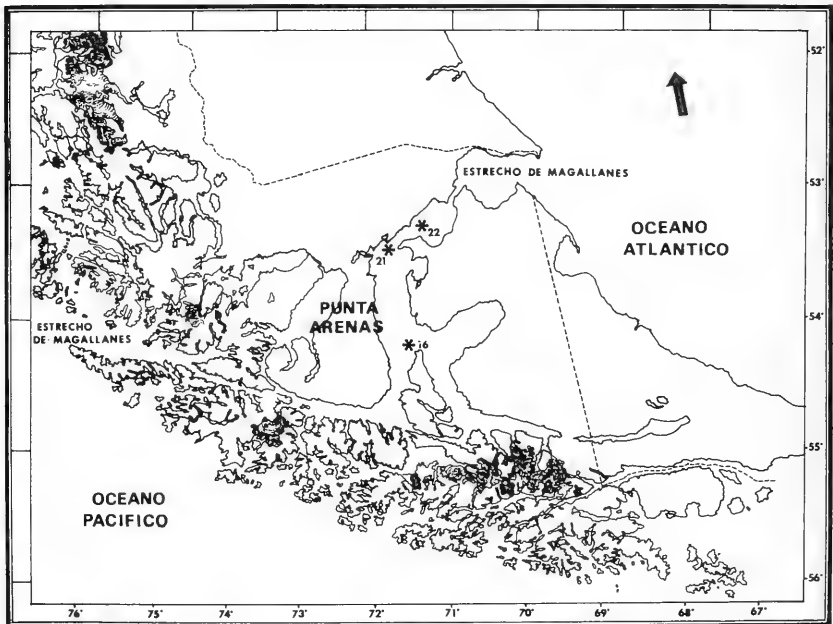 52'
ESTRECHO DE MAGALLANES
53'
22
OCEANO
ATLANTICO
21
PUNTA
ARENAS
54'
ESTRECHO
DE MAGALLANES
16
55'
OCEANO
PACIFICO
56'
76' 75' 74' 73' 72' 71' 70' 69' 68' 67'